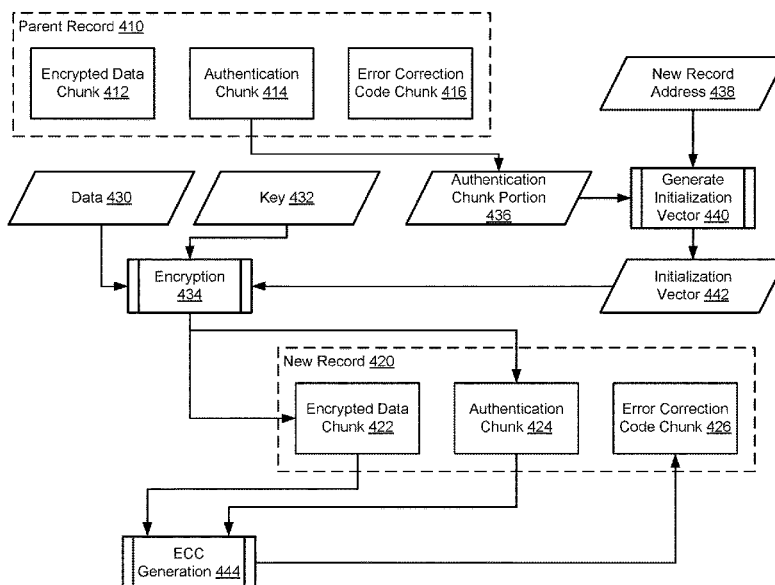 Parent Record 410
Encrypted Data
Chunk 412
Authentication
Chunk 414
Error Correction
Code Chunk 416
New Record
Address 438
Data 430
Key 432
Authentication
Chunk Portion
436
Generate
Initialization
Vector 440
Encryption
434
Initialization
Vector 442
New Record 420
Encrypted Data
Chunk 422
Authentication
Chunk 424
Error Correction
Code Chunk 426
ECC
Generation 444